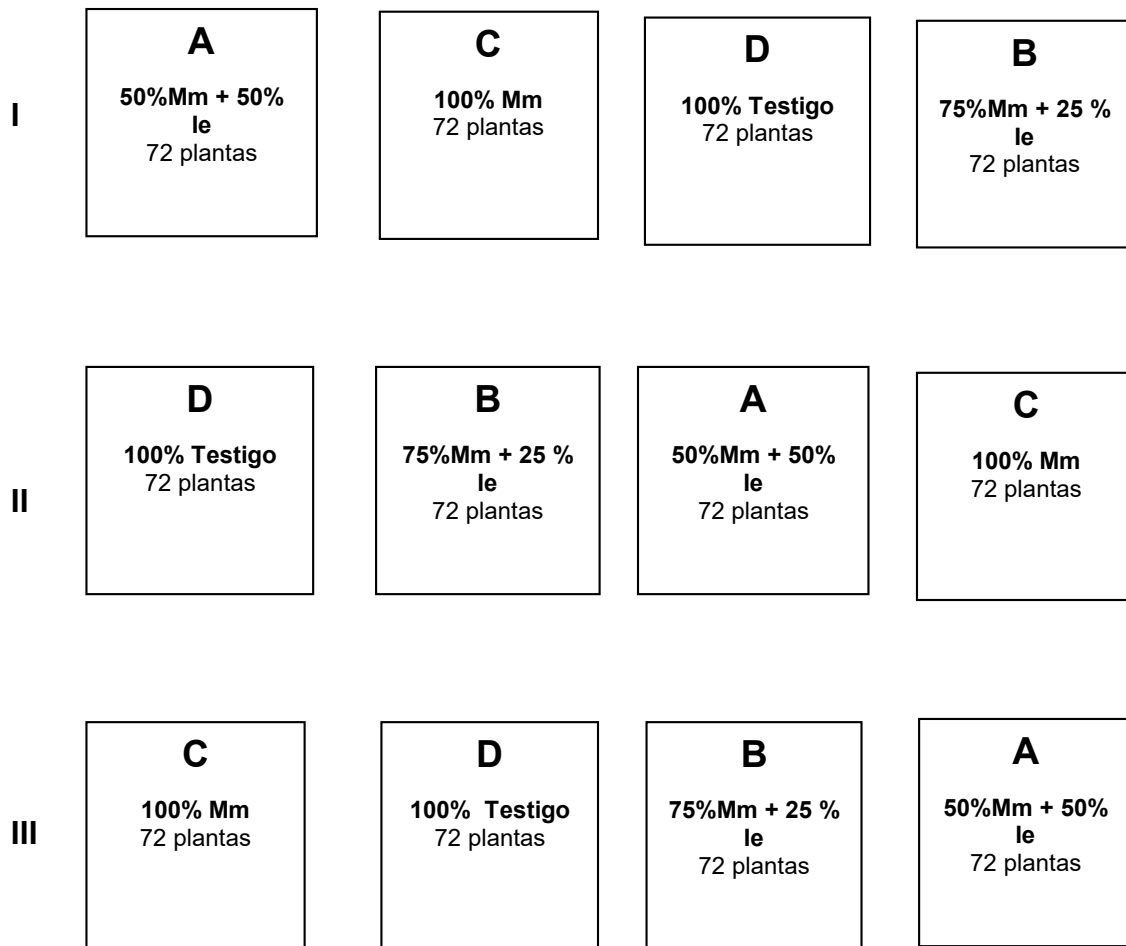 I
A
50%Mm + 50%
le
72 plantas
C
100% Mm
72 plantas
D
100% Testigo
72 plantas
B
75%Mm + 25 %
le
72 plantas
II
D
100% Testigo
72 plantas
B
75%Mm + 25 %
le
72 plantas
A
50%Mm + 50%
le
72 plantas
C
100% Mm
72 plantas
III
C
100% Mm
72 plantas
D
100% Testigo
72 plantas
B
75%Mm + 25 %
le
72 plantas
A
50%Mm + 50%
le
72 plantas